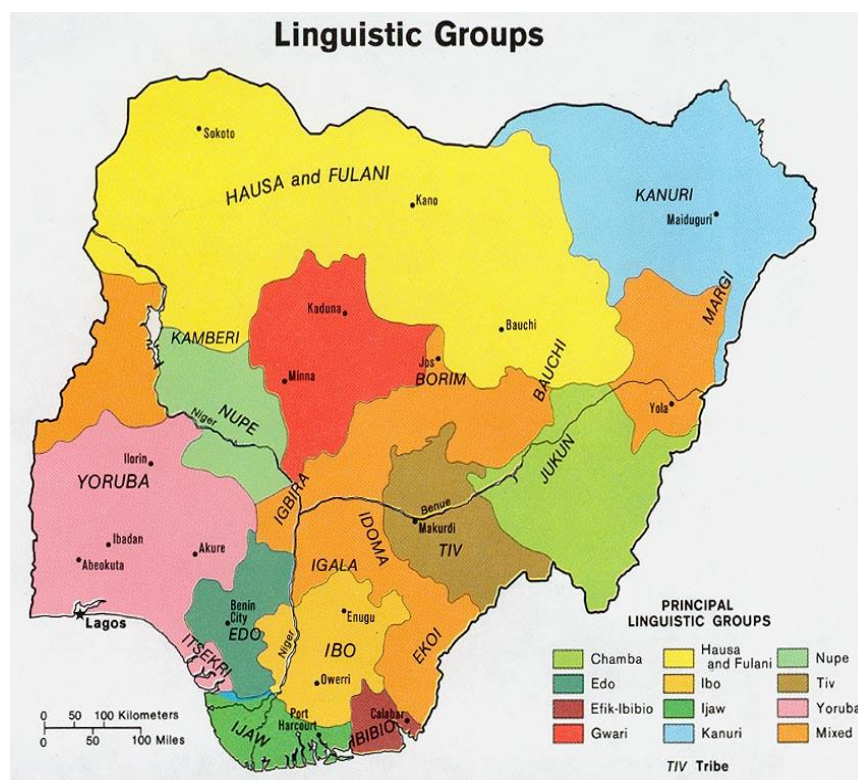 Linguistic Groups
Sokoto
HAUSA and FULANI
Kano
KANURI
Maiduguri
MARGI
Kaduna
KAMBERI
Bauchi
Jos
BORIM
BAUCHI
Minna
Yola
Niger
NUPE
Ilorin
YORUBA
JUKUN
IGBIRA
Benue
Makurdi
IDOMA
TIV
Ibadan
Akure
Abeokuta
IGALA
Benin
City
EDO
Enugu
Lagos
ITSEKRI
Niger
IBO
EKOI
Owerri
Port
Harcourt
Calabar
IBIBIO
IJAW
0 50 100 Kilometers
0 50 100 Miles
PRINCIPAL
LINGUISTIC GROUPS
Chamba
Edo
Efik-Ibibio
Gwari
Hausa
and Fulani
Ibo
Ijaw
Kanuri
Nupe
Tiv
Yoruba
Mixed
TIV Tribe